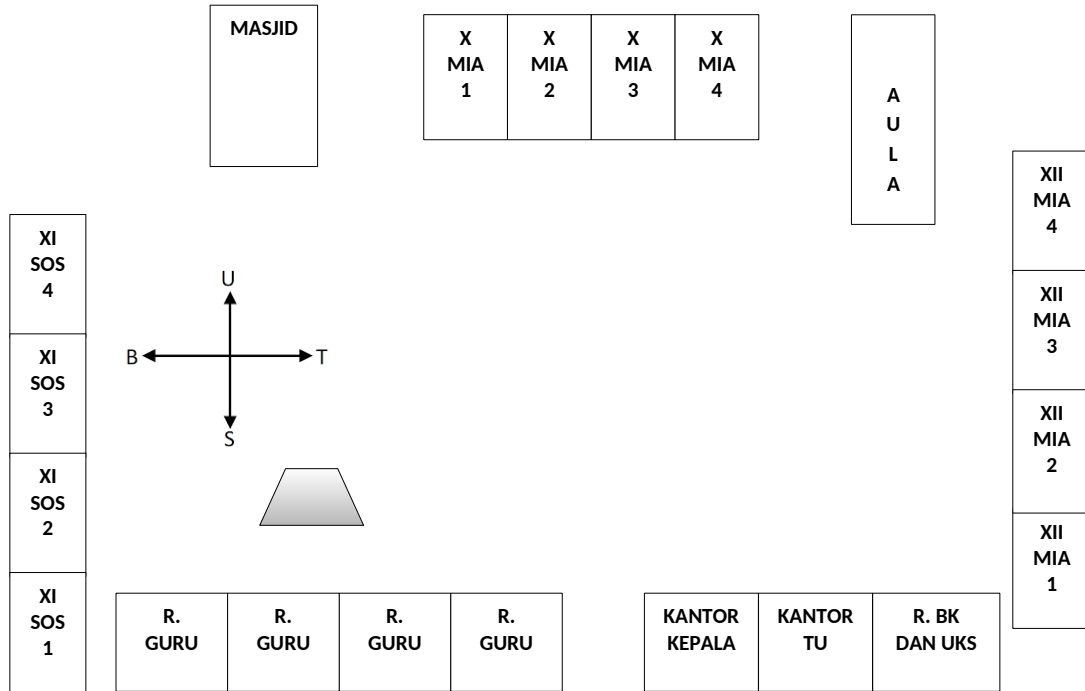 MASJID
X
MIA
1
X
MIA
2
X
MIA
3
X
MIA
4
A
U
L
A
XII
MIA
4
XII
MIA
3
XII
MIA
2
XII
MIA
1
XI
SOS
4
XI
SOS
3
XI
SOS
2
XI
SOS
1
U
B
T
S
R.
GURU
R.
GURU
R.
GURU
R.
GURU
KANTOR
KEPALA
KANTOR
TU
R. BK
DAN UKS